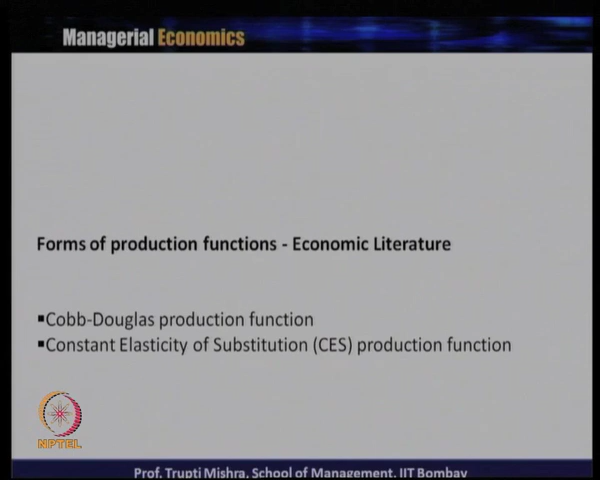 Managerial Economics
Forms of production functions - Economic Literature
▪Cobb-Douglas production function
▪Constant Elasticity of Substitution (CES) production function
NPTEL
Prof. Trupti Mishra, School of Management, IIT Bombay